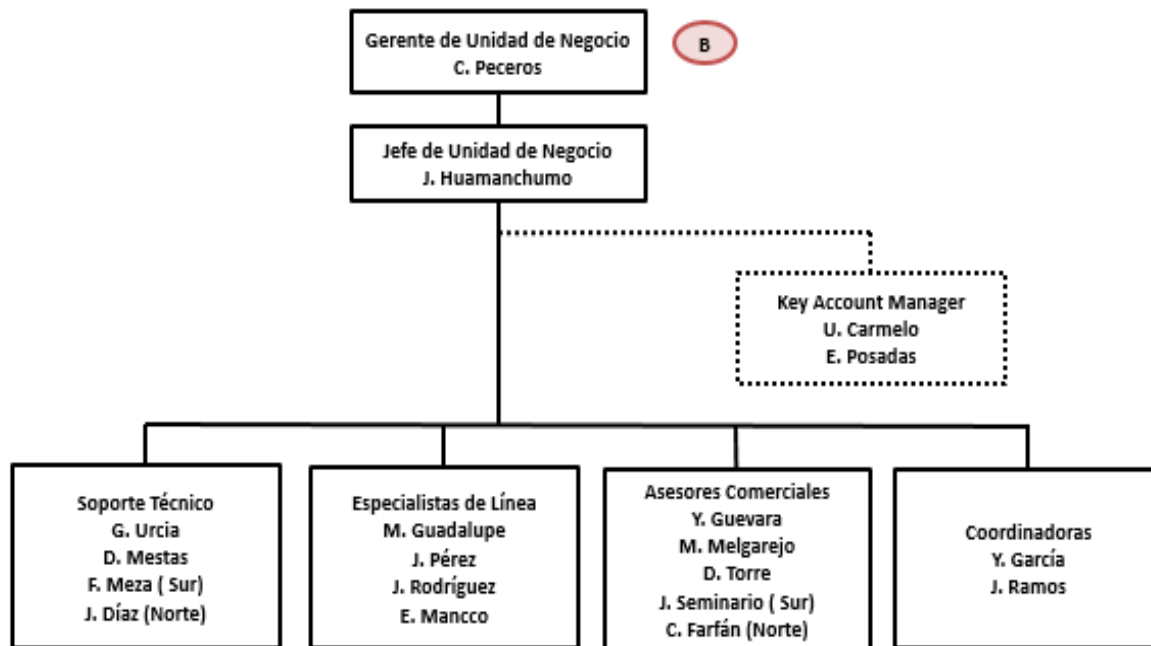 Gerente de Unidad de Negocio
C. Peceros
B
Jefe de Unidad de Negocio
J. Huamanchumo
Key Account Manager
U. Carmelo
E. Posadas
Soporte Técnico
G. Urcia
D. Mestas
F. Meza ( Sur)
J. Díaz (Norte)
Especialistas de Línea
M. Guadalupe
J. Pérez
J. Rodríguez
E. Mancco
Asesores Comerciales
Y. Guevara
M. Melgarejo
D. Torre
J. Seminario ( Sur)
C. Farfán (Norte)
Coordinadoras
Y. García
J. Ramos